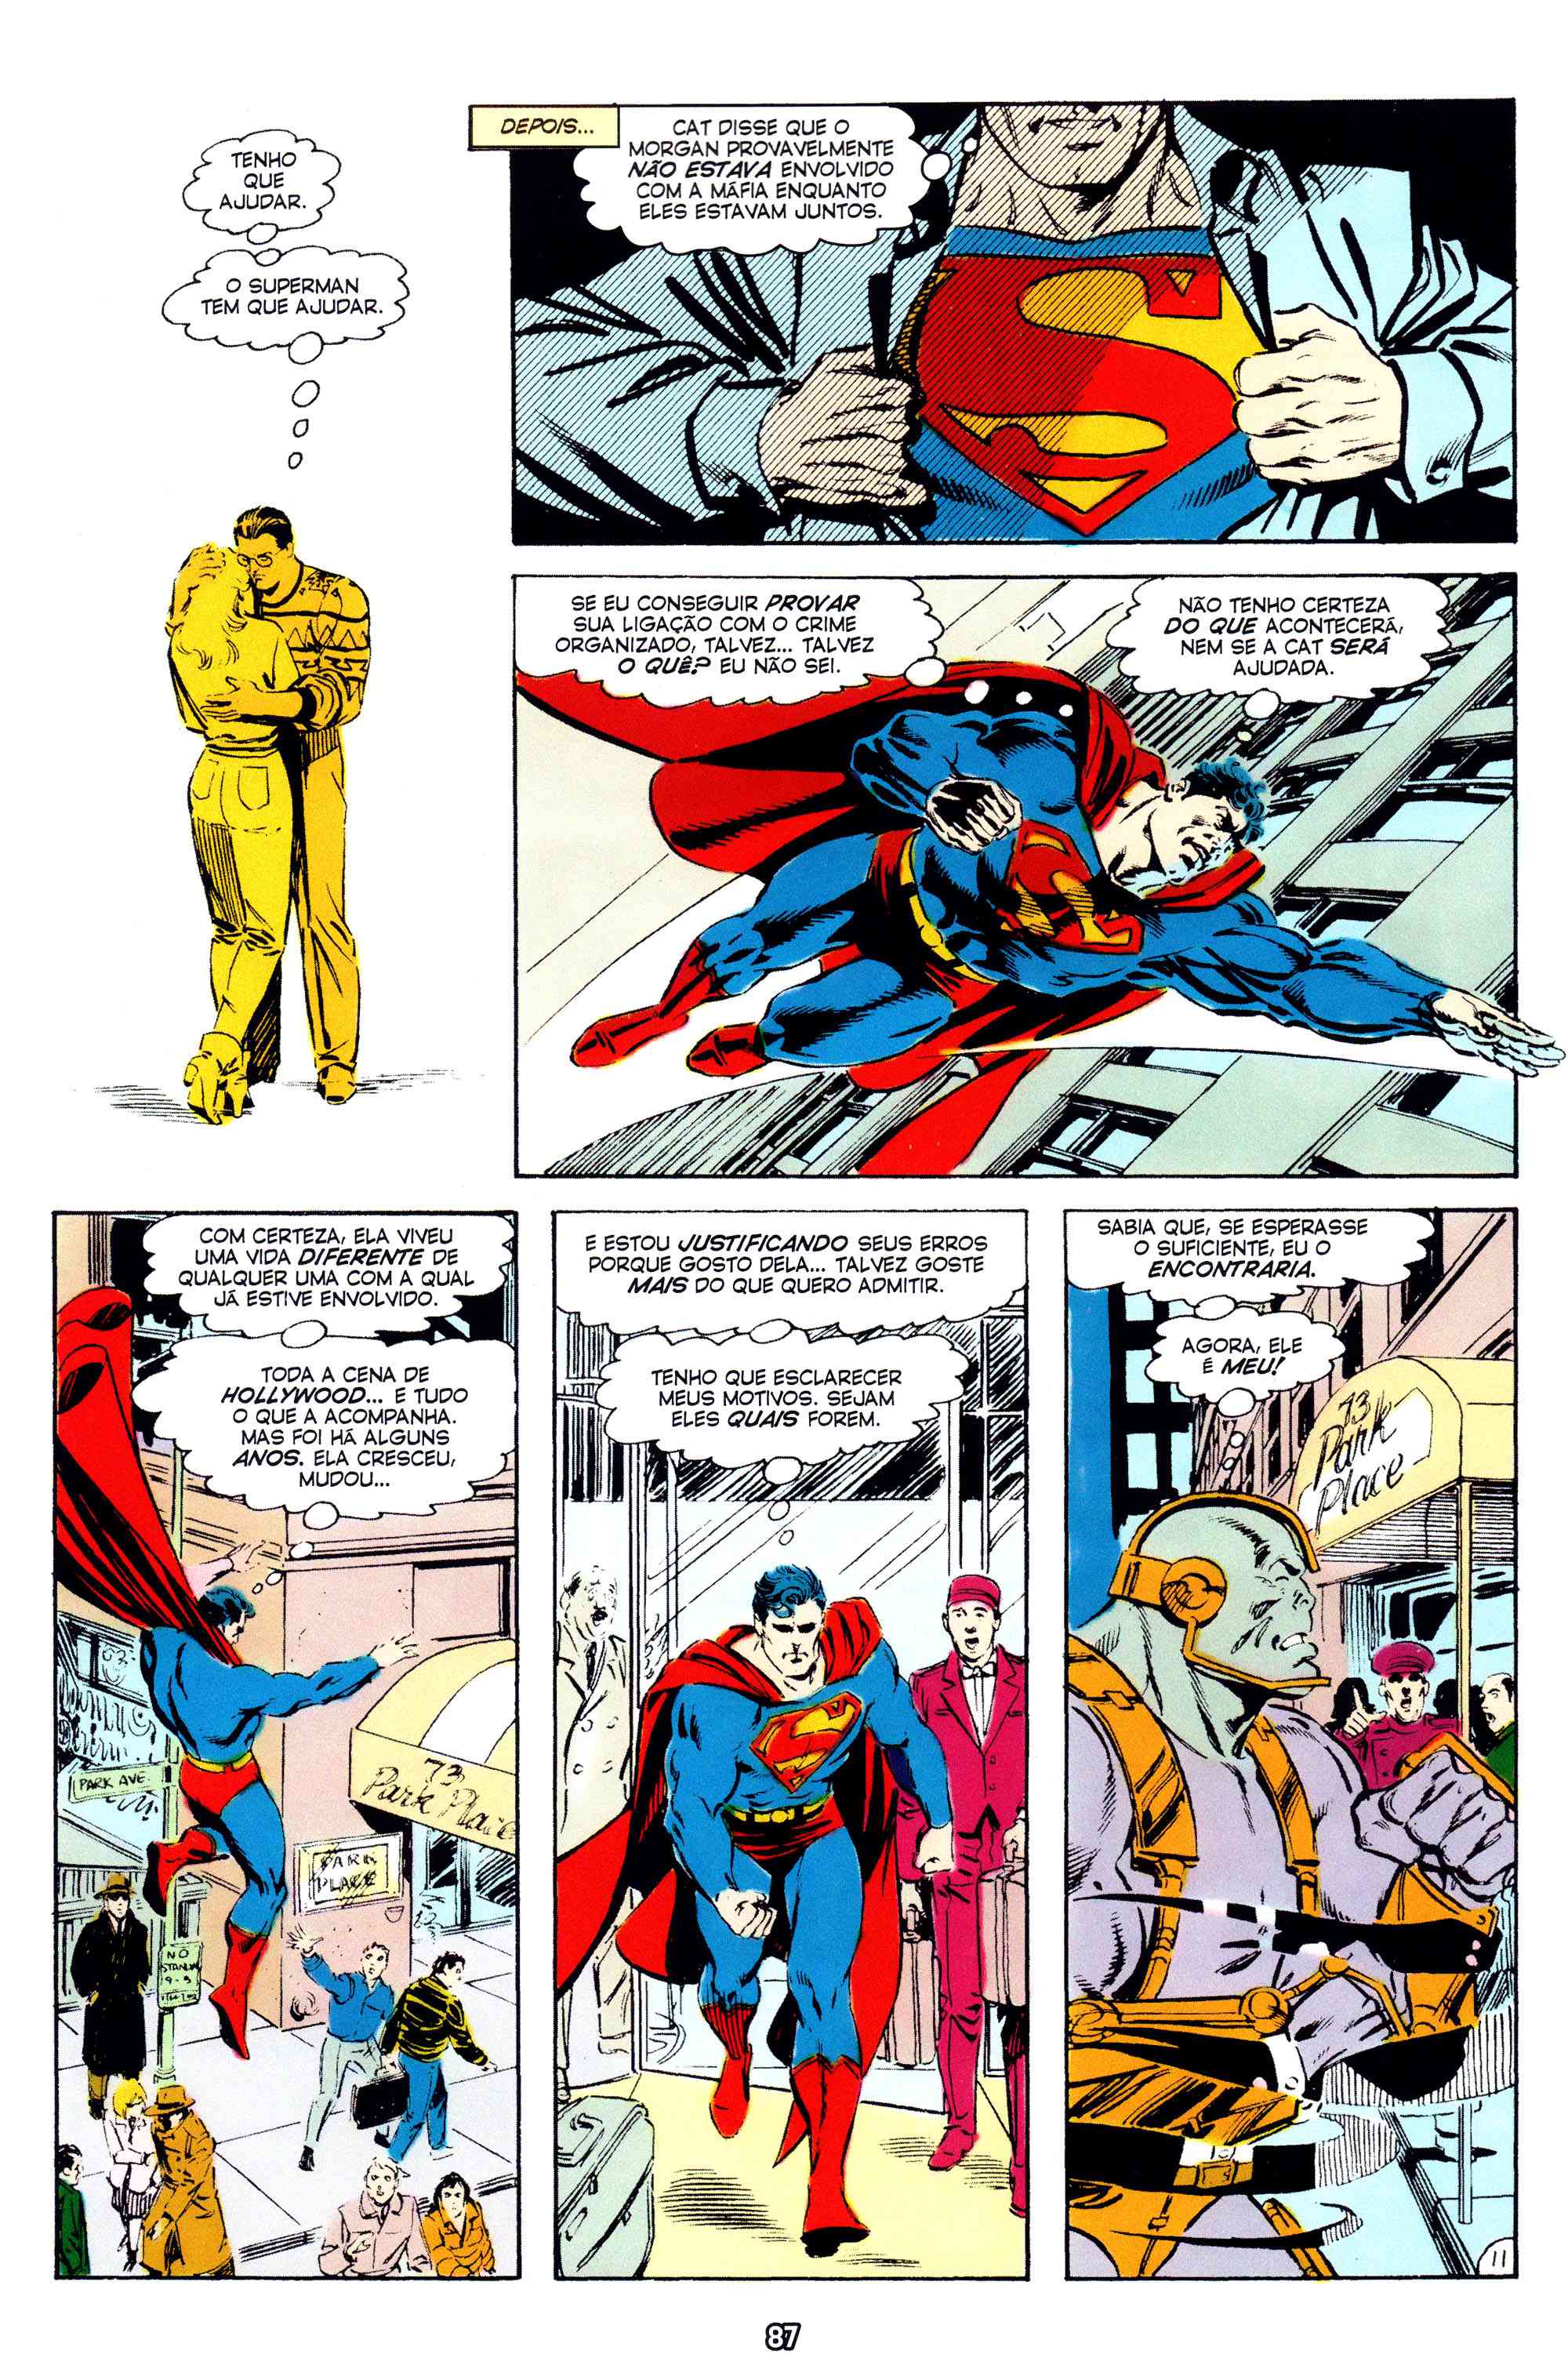 TENHO
QUE
AJUDAR.
O SUPERMAN
TEM QUE AJUDAR.
DEPOIS...
CAT DISSE QUE O
MORGAN PROVAVELMENTE
NÃO ESTAVA ENVOLVIDO
COM A MÁFIA ENQUANTO
ELES ESTAVAM JUNTOS.
SE EU CONSEGUIR PROVAR
SUA LIGAÇÃO COM O CRIME
ORGANIZADO, TALVEZ... TALVEZ
O QUÊ? EU NÃO SEI.
NÃO TENHO CERTEZA
DO QUE ACONTECERÁ,
NEM SE A CAT SERÁ
AJUDADA.
COM CERTEZA, ELA VIVEU
UMA VIDA DIFERENTE DE
QUALQUER UMA COM A QUAL
JÁ ESTIVE ENVOLVIDO.
TODA A CENA DE
HOLLYWOOD... E TUDO
O QUE A ACOMPANHA.
MAS FOI HÁ ALGUNS
ANOS. ELA CRESCEU,
MUDOU...
PARK AVE
73
Park Place
PARK
PLACE
NO
9-5
E ESTOU JUSTIFICANDO SEUS ERROS
PORQUE GOSTO DELA... TALVEZ GOSTE
MAIS DO QUE QUERO ADMITIR.
TENHO QUE ESCLARECER
MEUS MOTIVOS. SEJAM
ELES QUAIS FOREM.
SABIA QUE, SE ESPERASSE
O SUFICIENTE, EU O
ENCONTRARIA.
AGORA, ELE
É MEU!
73
Park
Place
11
87